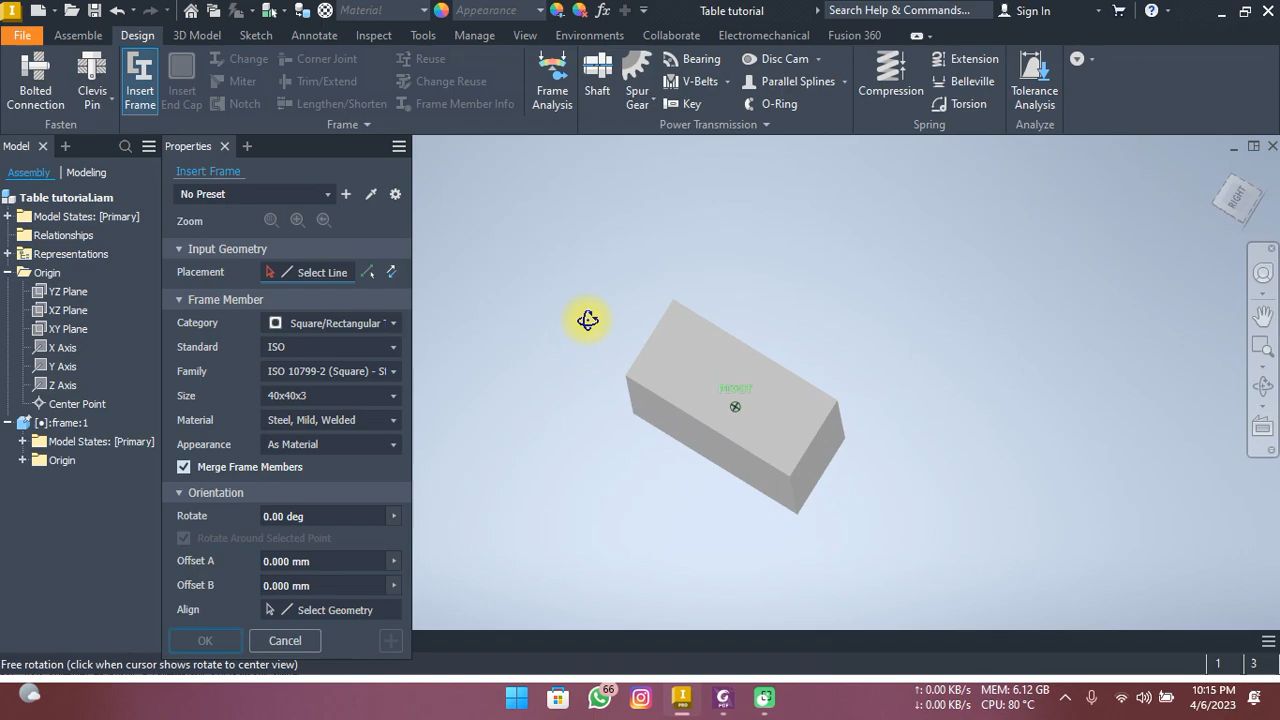 Material
Appearance
Table tutorial
Search Help & Commands...
Sign In
File
Assemble
Design
3D Model
Sketch
Annotate
Inspect
Tools
Manage
View
Environments
Collaborate
Electromechanical
Fusion 360
Bolted Connection
Clevis Pin
Insert Frame
Insert End Cap
Change
Miter
Notch
Corner Joint
Trim/Extend
Lengthen/Shorten
Reuse
Change Reuse
Frame Member Info
Frame Analysis
Shaft
Spur Gear
Bearing
V-Belts
Key
Disc Cam
Parallel Splines
O-Ring
Compression
Extension
Belleville
Torsion
Tolerance Analysis
Fasten
Frame
Power Transmission
Spring
Analyze
Model
Assembly
Modeling
Table tutorial.iam
Model States: [Primary]
Relationships
Representations
Origin
YZ Plane
XZ Plane
XY Plane
X Axis
Y Axis
Z Axis
Center Point
[•]:frame:1
Model States: [Primary]
Origin
Properties
Insert Frame
No Preset
Zoom
Input Geometry
Placement
Select Line
Frame Member
Category
Square/Rectangular
Standard
ISO
Family
ISO 10799-2 (Square) - St
Size
40x40x3
Material
Steel, Mild, Welded
Appearance
As Material
Merge Frame Members
Orientation
Rotate
0.00 deg
Rotate Around Selected Point
Offset A
0.000 mm
Offset B
0.000 mm
Align
Select Geometry
OK
Cancel
RIGHT
Free rotation (click when cursor shows rotate to center view)
1
3
66
PRO
↑: 0.00 KB/s
↓: 0.00 KB/s
MEM: 6.12 GB
CPU: 80 °C
10:15 PM
4/6/2023